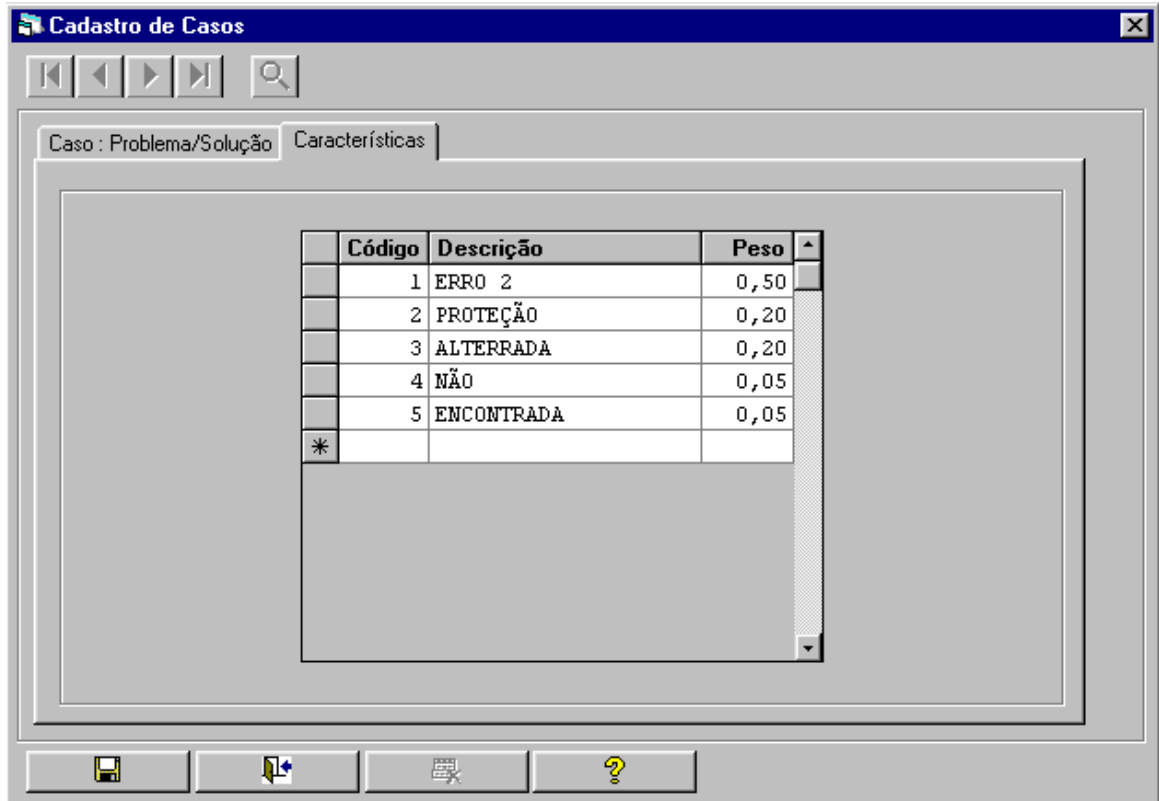 Cadastro de Casos
Caso : Problema/Solução Características
Código Descrição Peso
1 ERRO 2 0,50
2 PROTEÇÃO 0,20
3 ALTERRADA 0,20
4 NÃO 0,05
5 ENCONTRADA 0,05